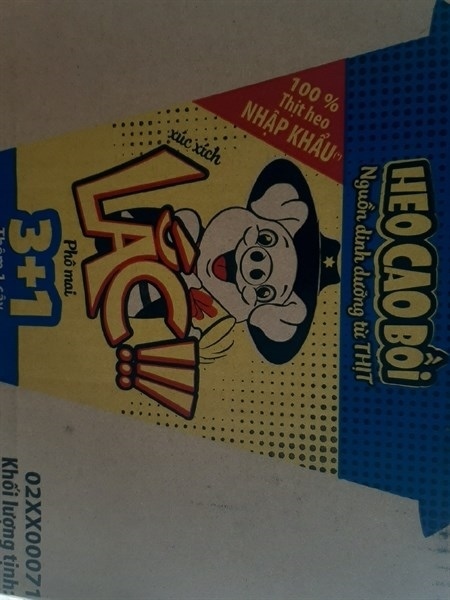 HEO CAO BỒI
Nguồn dinh dưỡng từ THỊT
100 %
Thịt heo
NHẬP KHẨU(*)
xúc xích
LẮC!!!
Phô mai
3+1
02XX00071
Khối lượng tịnh: